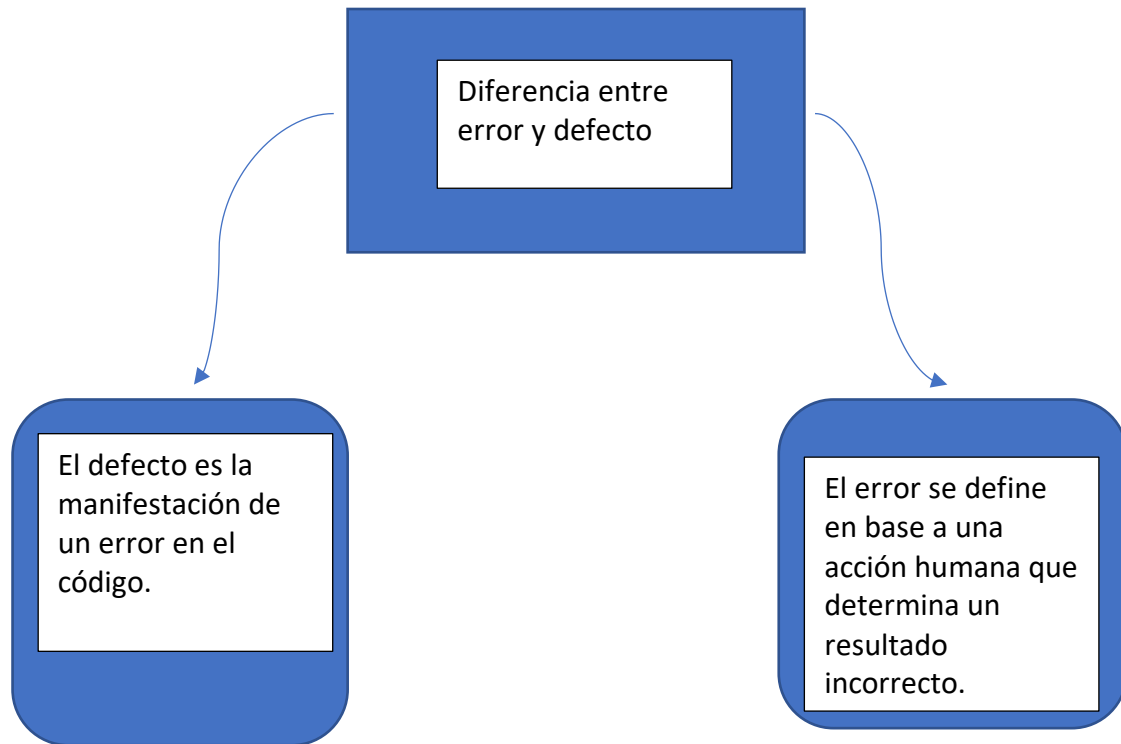 Diferencia entre
error y defecto
El defecto es la
manifestación de
un error en el
código.
El error se define
en base a una
acción humana que
determina un
resultado
incorrecto.